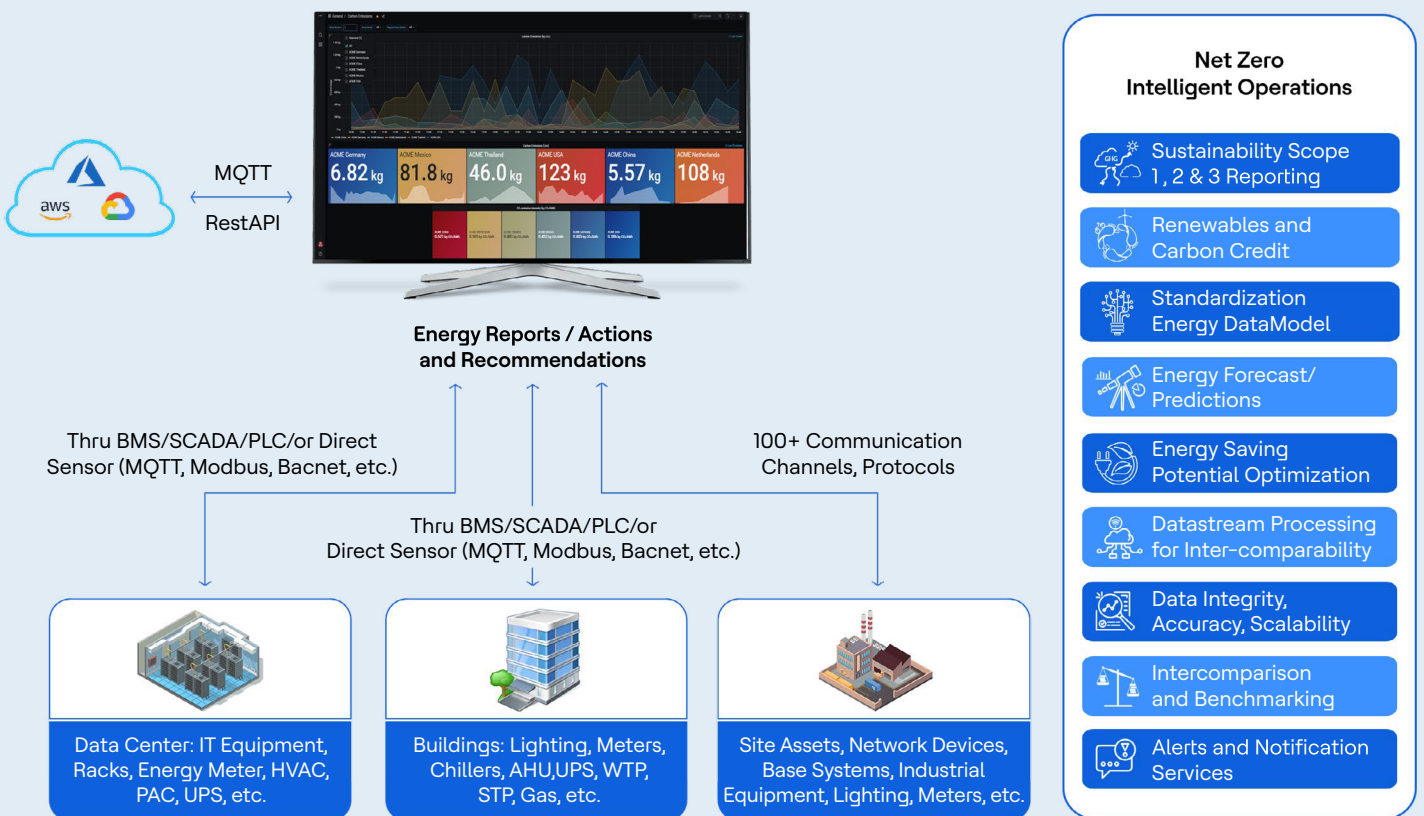 General / Carbon Emissions
aws
MQTT
RestAPI
ACME Germany
6.82 kg
ACME Mexico
81.8 kg
ACME Thailand
46.0 kg
ACME USA
123 kg
ACME China
5.57 kg
ACME Netherlands
108 kg
Energy Reports / Actions
and Recommendations
Thru BMS/SCADA/PLC/or Direct
Sensor (MQTT, Modbus, Bacnet, etc.)
100+ Communication
Channels, Protocols
Thru BMS/SCADA/PLC/or
Direct Sensor (MQTT, Modbus, Bacnet, etc.)
Data Center: IT Equipment,
Racks, Energy Meter, HVAC,
PAC, UPS, etc.
Buildings: Lighting, Meters,
Chillers, AHU,UPS, WTP,
STP, Gas, etc.
Site Assets, Network Devices,
Base Systems, Industrial
Equipment, Lighting, Meters, etc.
Net Zero
Intelligent Operations
GHG
Sustainability Scope
1, 2 & 3 Reporting
Renewables and
Carbon Credit
Standardization
Energy DataModel
Energy Forecast/
Predictions
Energy Saving
Potential Optimization
Datastream Processing
for Inter-comparability
Data Integrity,
Accuracy, Scalability
Intercomparison
and Benchmarking
Alerts and Notification
Services